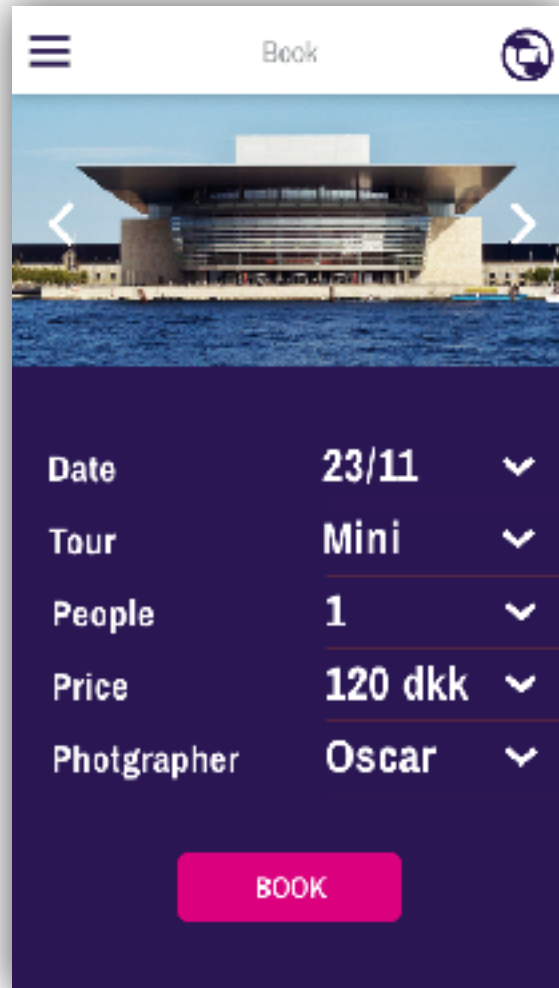 Book
Date 23/11
Tour Mini
People 1
Price 120 dkk
Photgrapher Oscar
BOOK